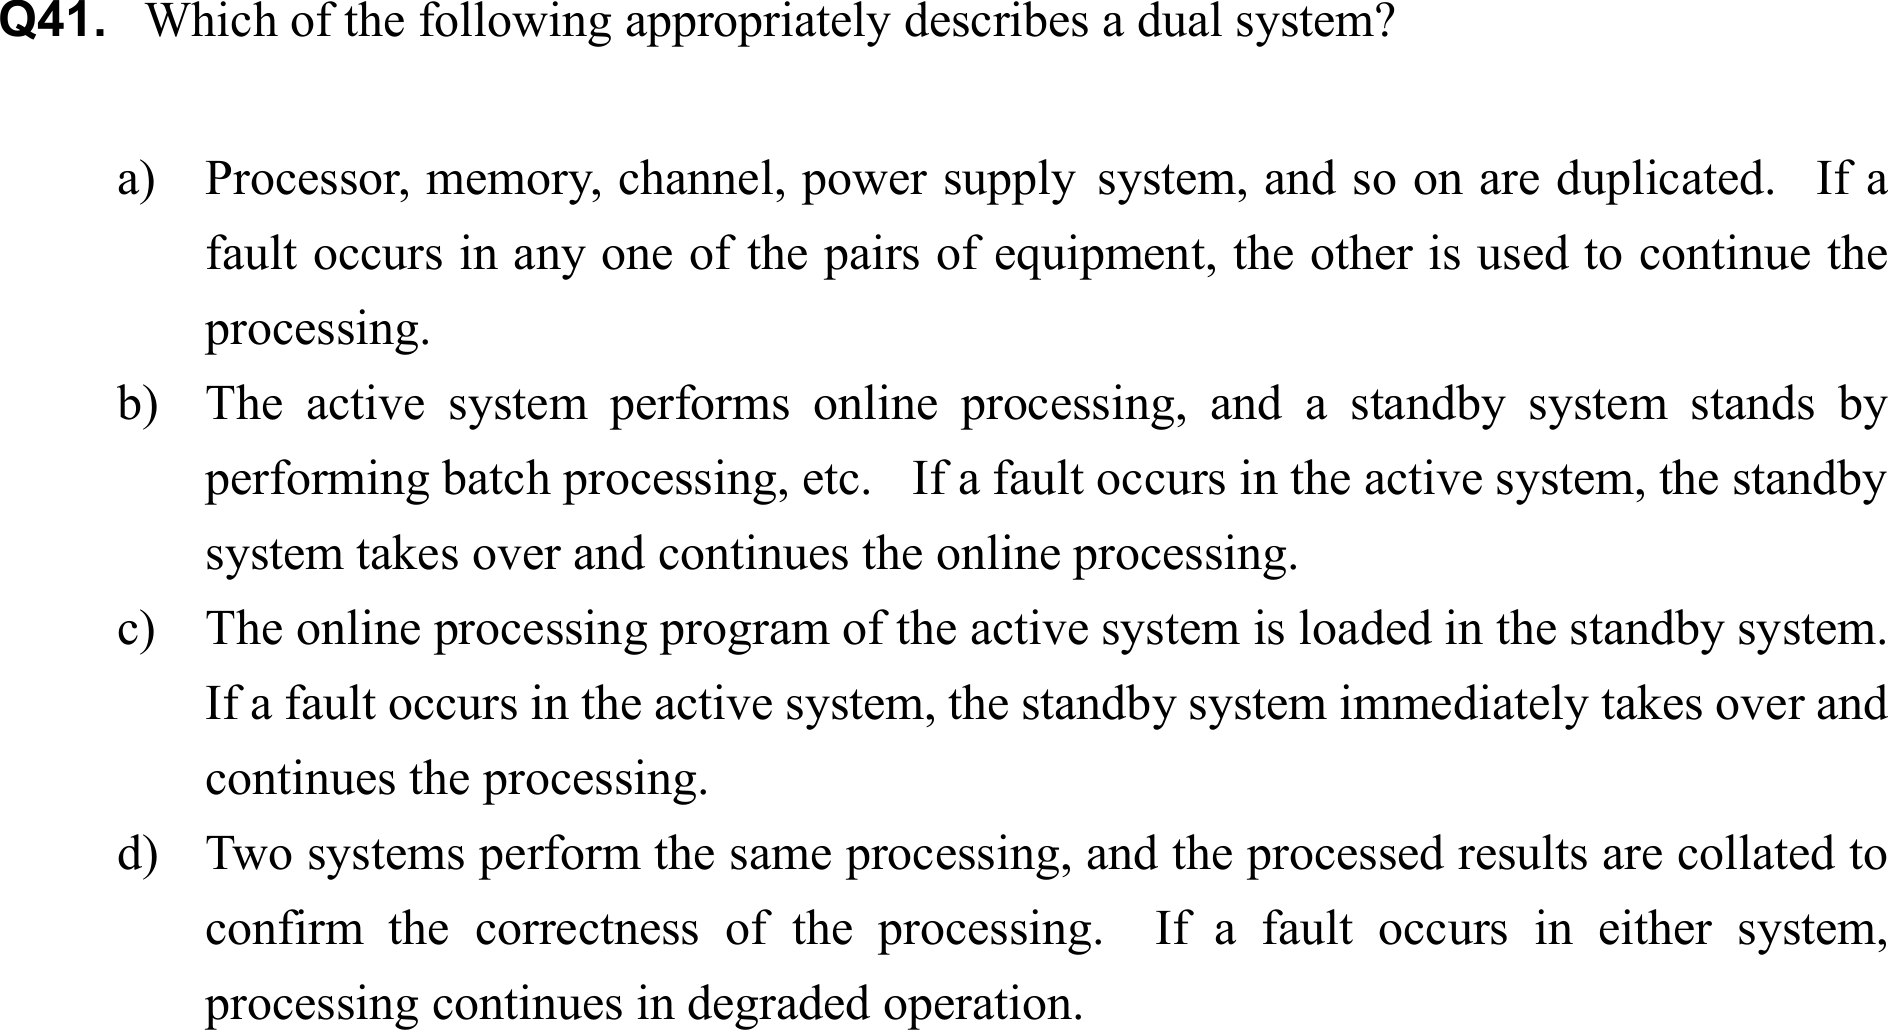 Q41. Which of the following appropriately describes a dual system?
a) Processor, memory, channel, power supply system, and so on are duplicated. If a
fault occurs in any one of the pairs of equipment, the other is used to continue the
processing.
b) The active system performs online processing, and a standby system stands by
performing batch processing, etc. If a fault occurs in the active system, the standby
system takes over and continues the online processing.
c) The online processing program of the active system is loaded in the standby system.
If a fault occurs in the active system, the standby system immediately takes over and
continues the processing.
d) Two systems perform the same processing, and the processed results are collated to
confirm the correctness of the processing. If a fault occurs in either system,
processing continues in degraded operation.